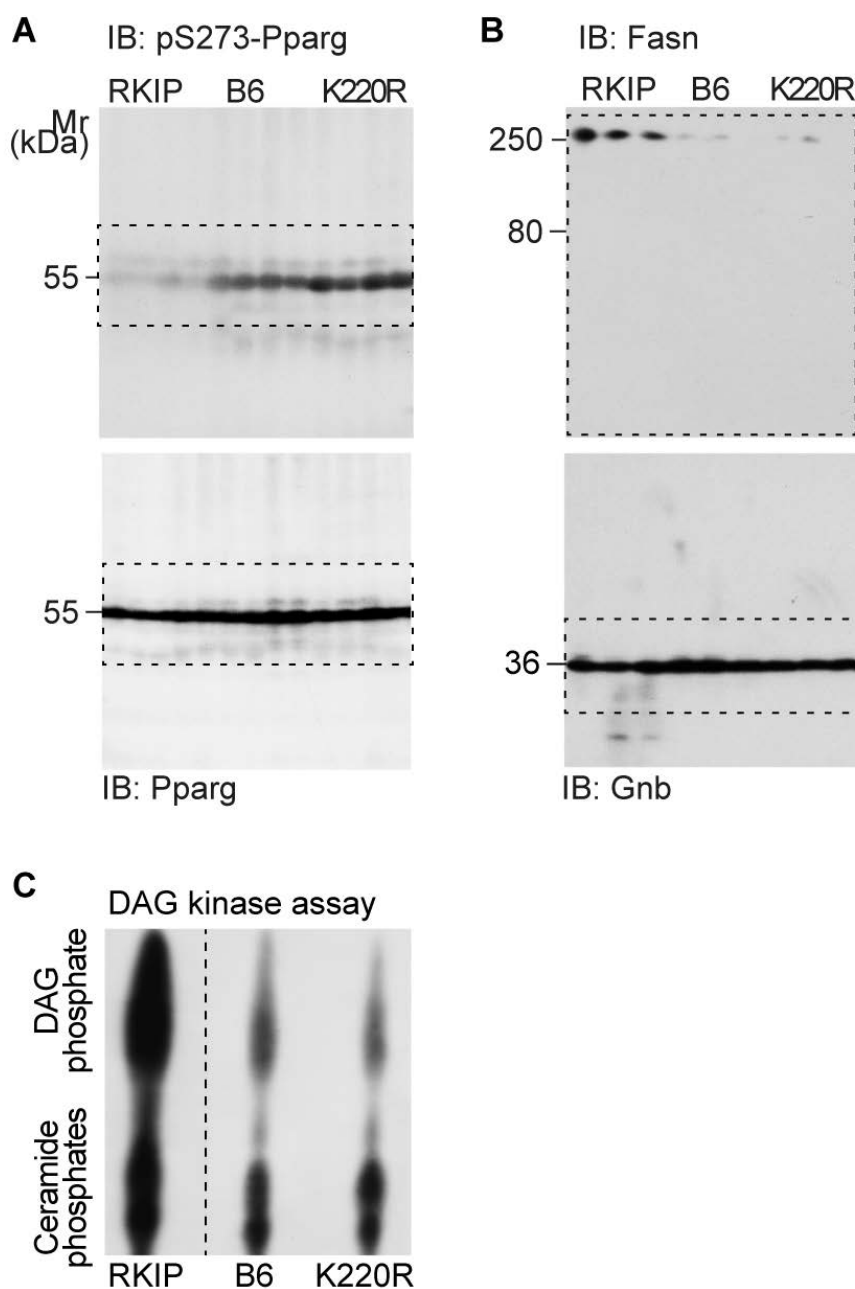 A
IB: pS273-Pparg
RKIP B6 K220R
Mr
(kDa)
55
55
IB: Pparg
B
IB: Fasn
RKIP B6 K220R
250
80
36
IB: Gnb
C
DAG kinase assay
DAG
phosphate
Ceramide
phosphates
RKIP B6 K220R